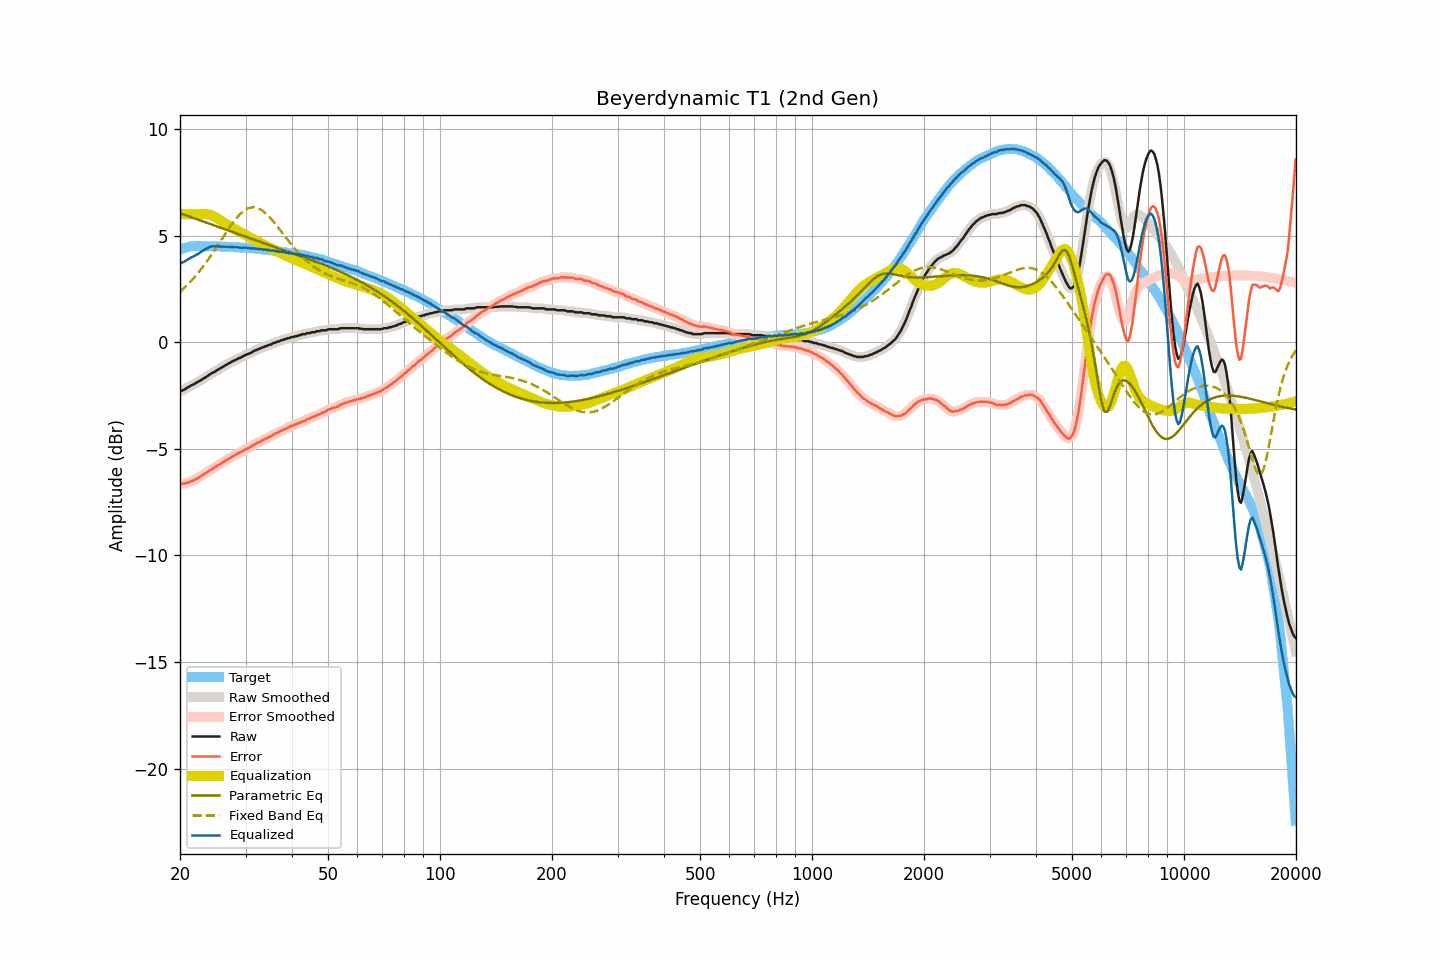 Beyerdynamic T1 (2nd Gen)
10
5
0
−5
−10
−15
−20
Amplitude (dBr)
Target
Raw Smoothed
Error Smoothed
Raw
Error
Equalization
Parametric Eq
Fixed Band Eq
Equalized
20 50 100 200 500 1000 2000 5000 10000 20000
Frequency (Hz)